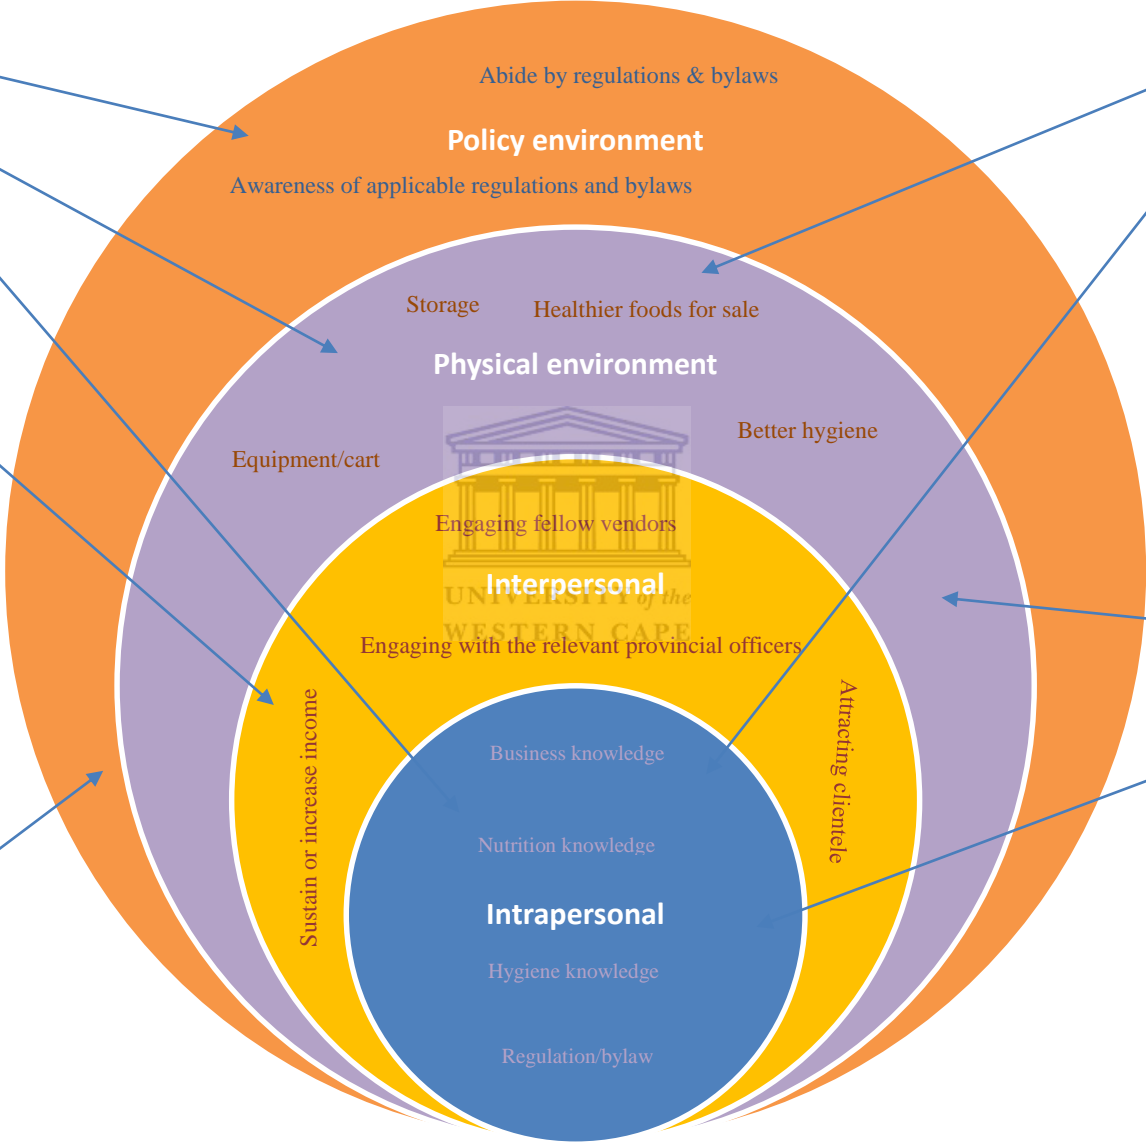 Abide by regulations & bylaws
Policy environment
Awareness of applicable regulations and bylaws
Storage
Healthier foods for sale
Physical environment
Better hygiene
Equipment/cart
Engaging fellow vendors
Interpersonal
UNIVERSITY of the
WESTERN CAPE
Engaging with the relevant provincial officers
Sustain or increase income
Attracting clientele
Business knowledge
Nutrition knowledge
Intrapersonal
Hygiene knowledge
Regulation/bylaw